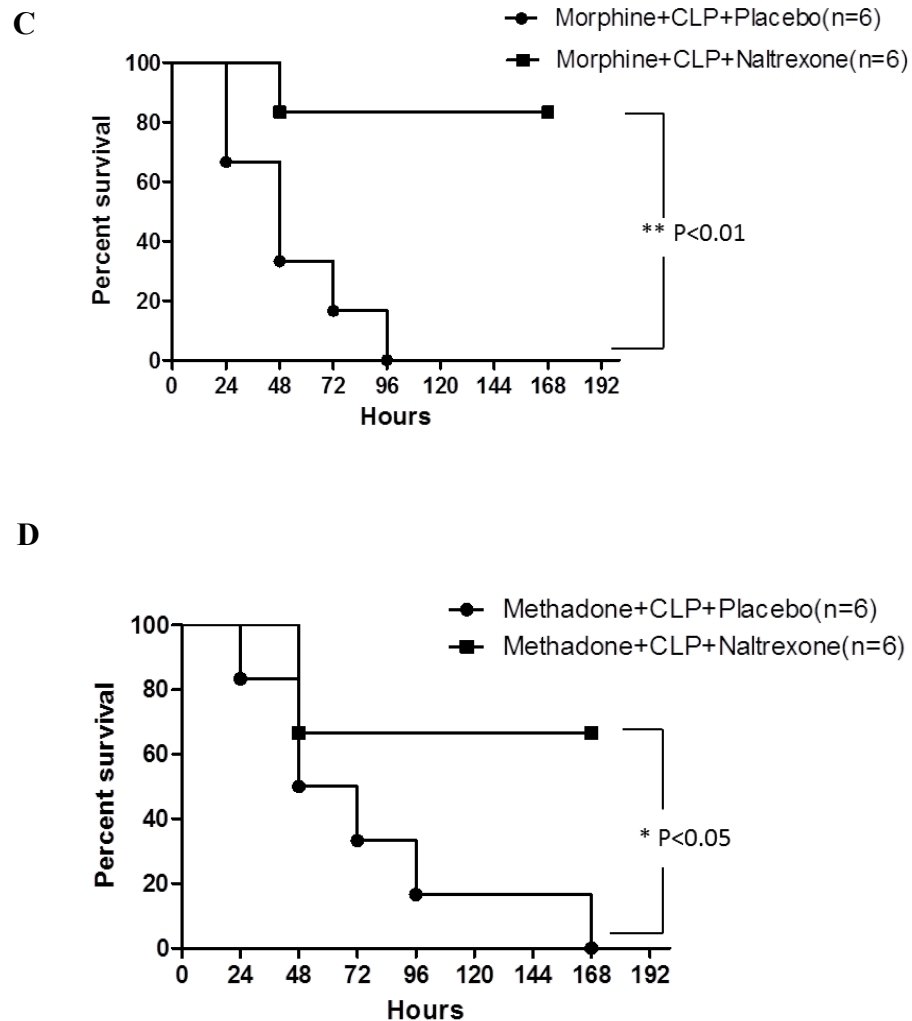 C
Morphine+CLP+Placebo(n=6)
Morphine+CLP+Naltrexone(n=6)
100
80
60
40
20
0
Percent survival
** P<0.01
0 24 48 72 96 120 144 168 192
Hours
D
Methadone+CLP+Placebo(n=6)
Methadone+CLP+Naltrexone(n=6)
100
80
60
40
20
0
Percent survival
* P<0.05
0 24 48 72 96 120 144 168 192
Hours